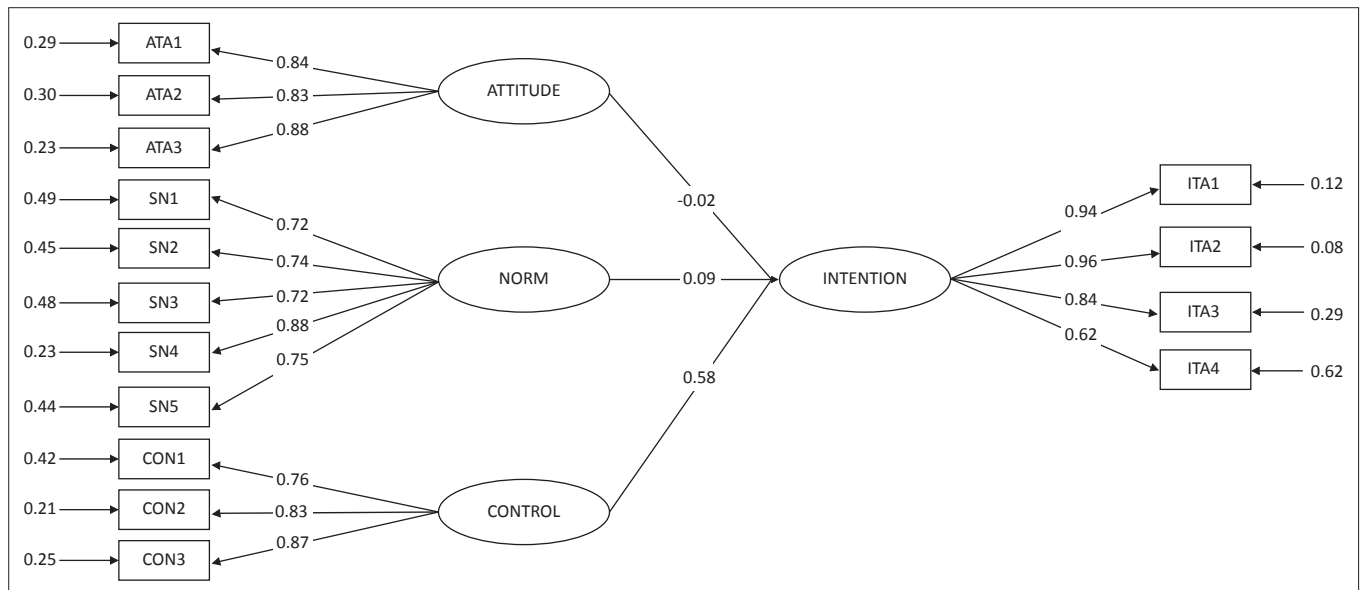 0.29 ATA1
0.84
0.30 ATA2 0.83 ATTITUDE
0.88
0.23 ATA3
0.49 SN1
0.72
0.45 SN2
0.74
0.48 SN3 0.72 NORM
0.88
0.23 SN4
0.75
0.44 SN5
0.42 CON1
0.76
0.21 CON2 0.83 CONTROL
0.87
0.25 CON3
-0.02
0.09 INTENTION
0.58
0.94 ITA1 0.12
0.96 ITA2 0.08
0.84 ITA3 0.29
0.62 ITA4 0.62